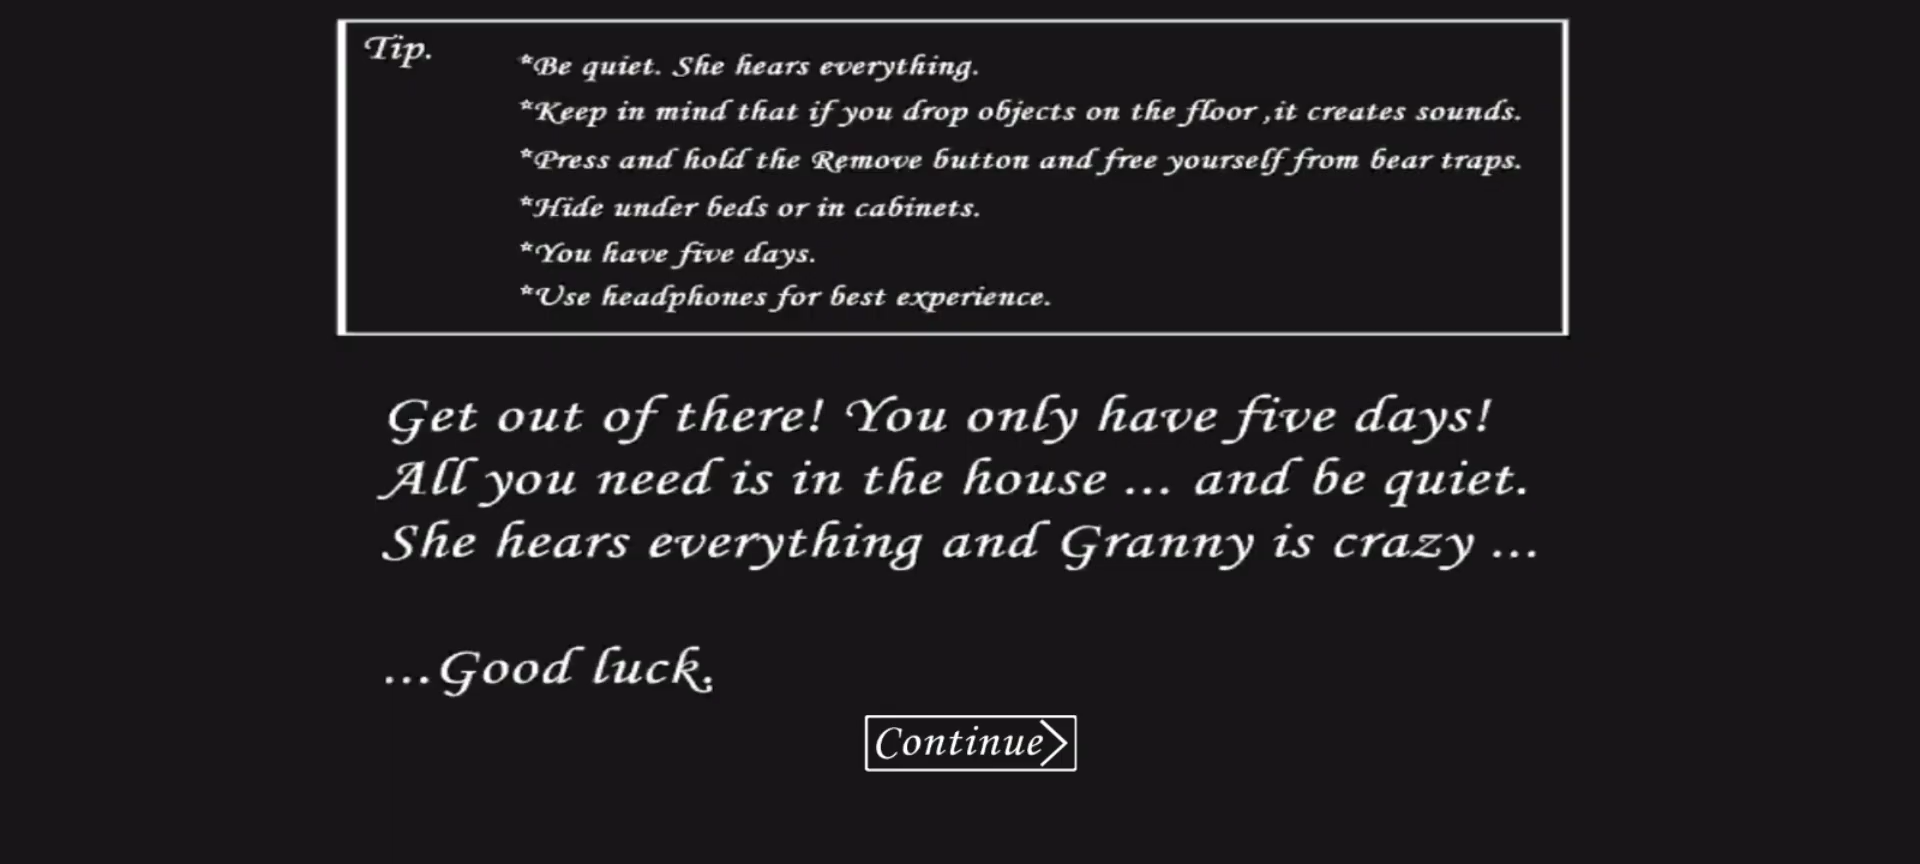 Tip.
*Be quiet. She hears everything.
*Keep in mind that if you drop objects on the floor ,it creates sounds.
*Press and hold the Remove button and free yourself from bear traps.
*Hide under beds or in cabinets.
*You have five days.
*Use headphones for best experience.
Get out of there! You only have five days!
All you need is in the house ... and be quiet.
She hears everything and Granny is crazy ...
...Good luck.
Continue>